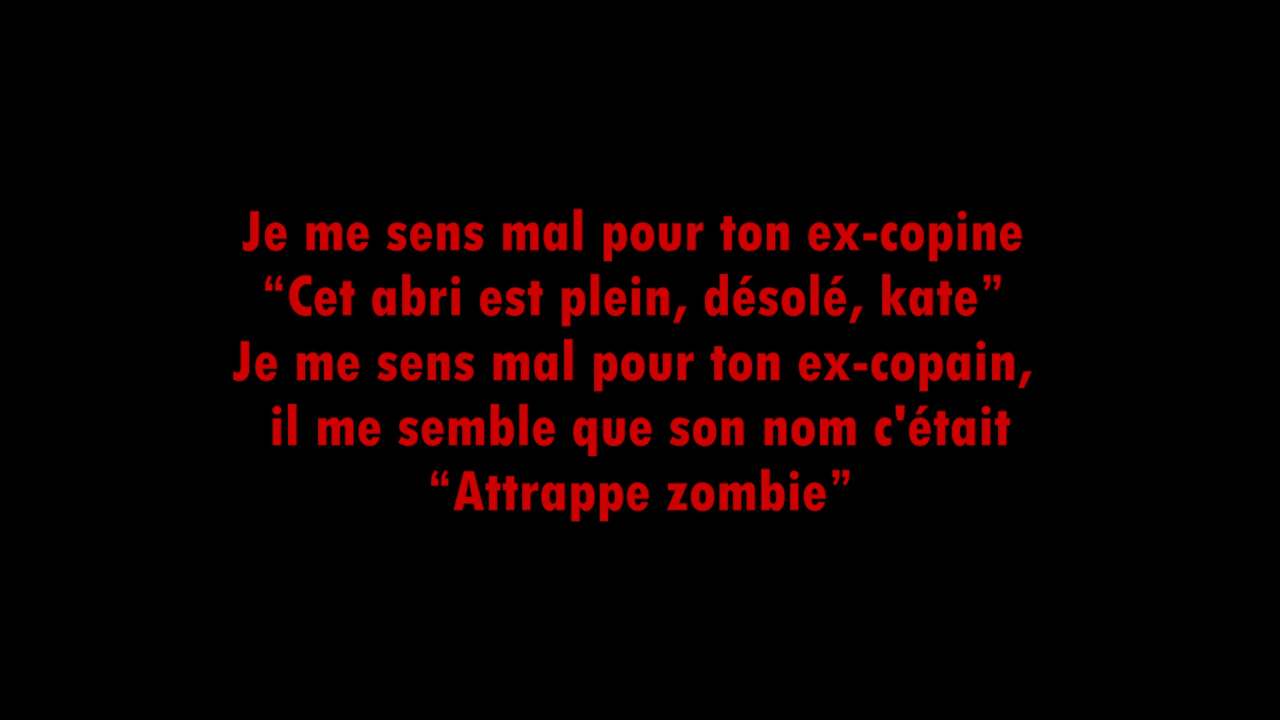 Je me sens mal pour ton ex-copine
“Cet abri est plein, désolé, kate”
Je me sens mal pour ton ex-copain,
il me semble que son nom c'était
“Attrappe zombie”